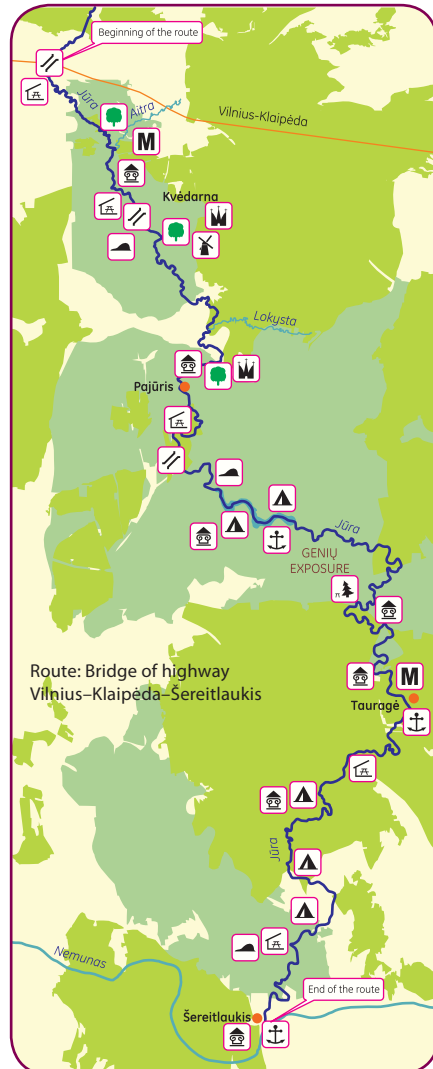 Beginning of the route
Jūra
Aitra
Vilnius-Klaipėda
M
Kvėdarna
Lokysta
Pajūris
Jūra
GENIŲ
EXPOSURE
Route: Bridge of highway
Vilnius–Klaipėda–Šereitlaukis
M
Tauragė
Jūra
Nemunas
End of the route
Šereitlaukis